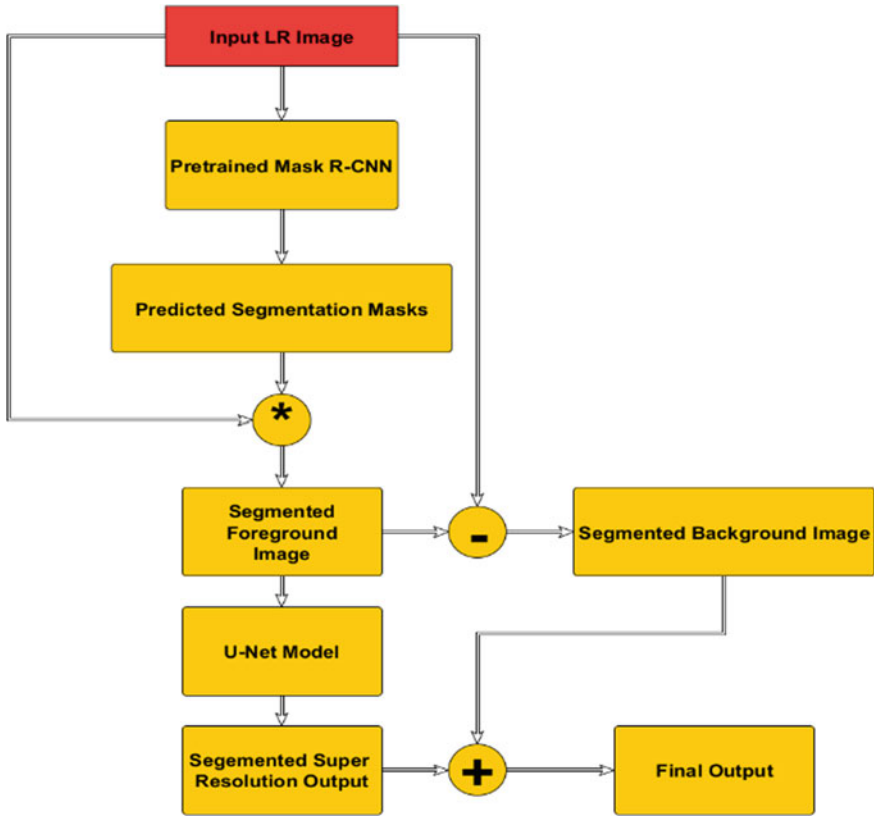 Input LR Image
Pretrained Mask R-CNN
Predicted Segmentation Masks
*
Segmented
Foreground
Image
-
Segmented Background Image
U-Net Model
Segemented Super
Resolution Output
+
Final Output